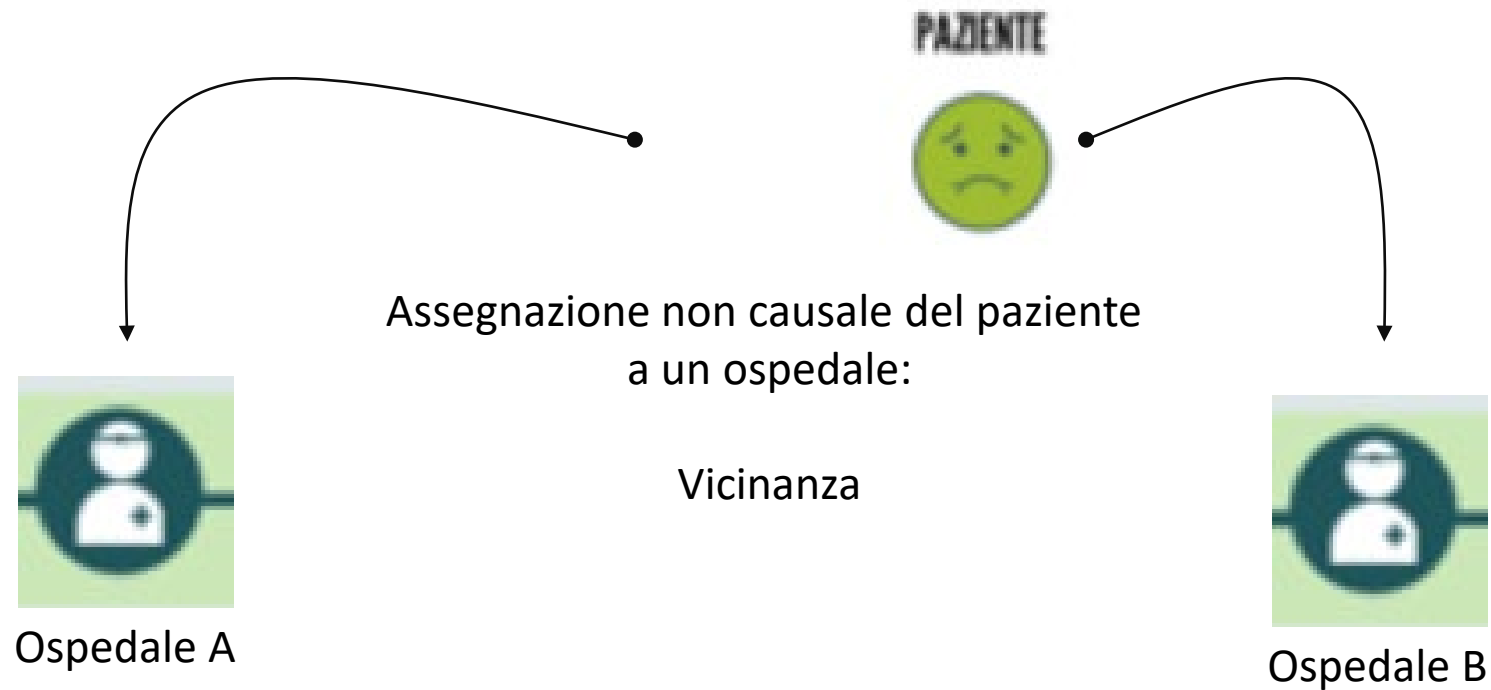 PAZIENTE
Assegnazione non causale del paziente
a un ospedale:
Vicinanza
Ospedale A
Ospedale B